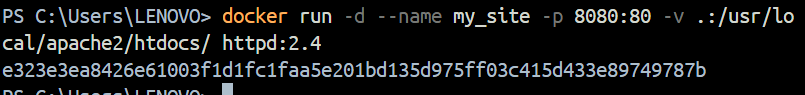 PS C:\Users\LENOVO> docker run -d --name my_site -p 8080:80 -v .:/usr/lo
cal/apache2/htdocs/ httpd:2.4
e323e3ea8426e61003f1d1fc1faa5e201bd135d975ff03c415d433e89749787b
PS C:\Users\LENOVO>